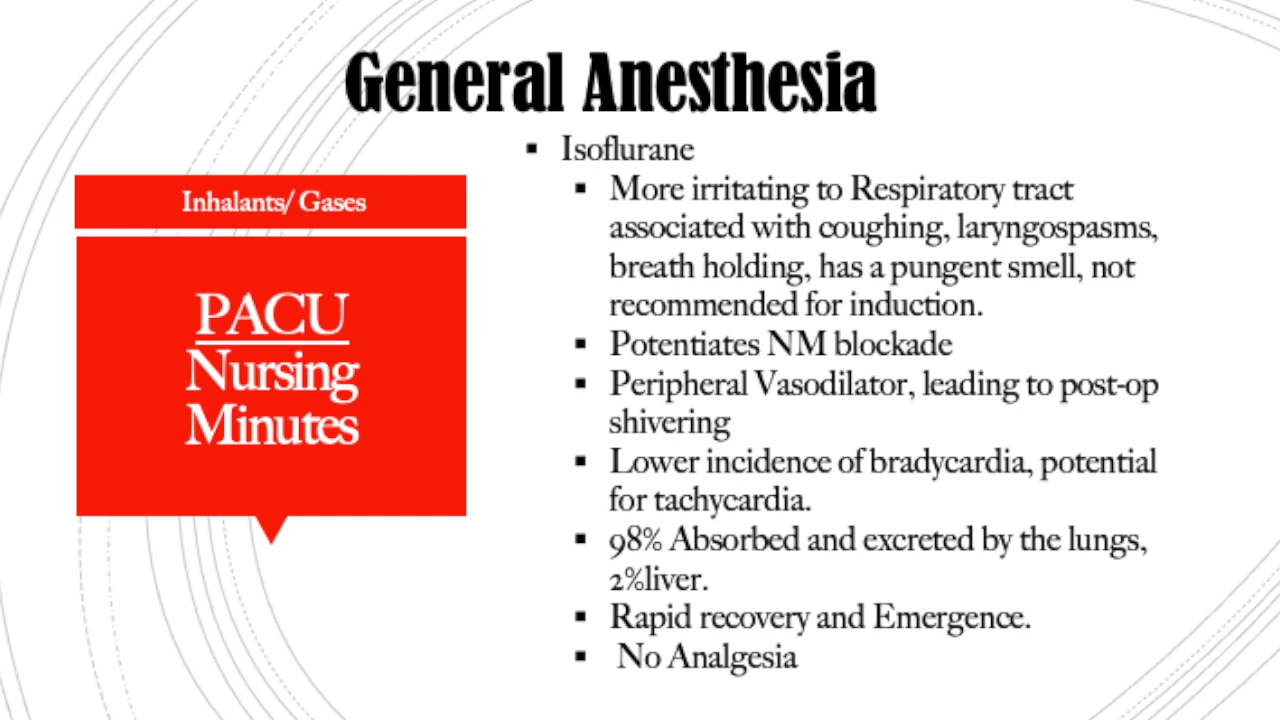 General Anesthesia
Inhalants/ Gases
PACU
Nursing
Minutes
▪ Isoflurane
▪ More irritating to Respiratory tract
associated with coughing, laryngospasms,
breath holding, has a pungent smell, not
recommended for induction.
▪ Potentiates NM blockade
▪ Peripheral Vasodilator, leading to post-op
shivering
▪ Lower incidence of bradycardia, potential
for tachycardia.
▪ 98% Absorbed and excreted by the lungs,
2%liver.
▪ Rapid recovery and Emergence.
▪ No Analgesia